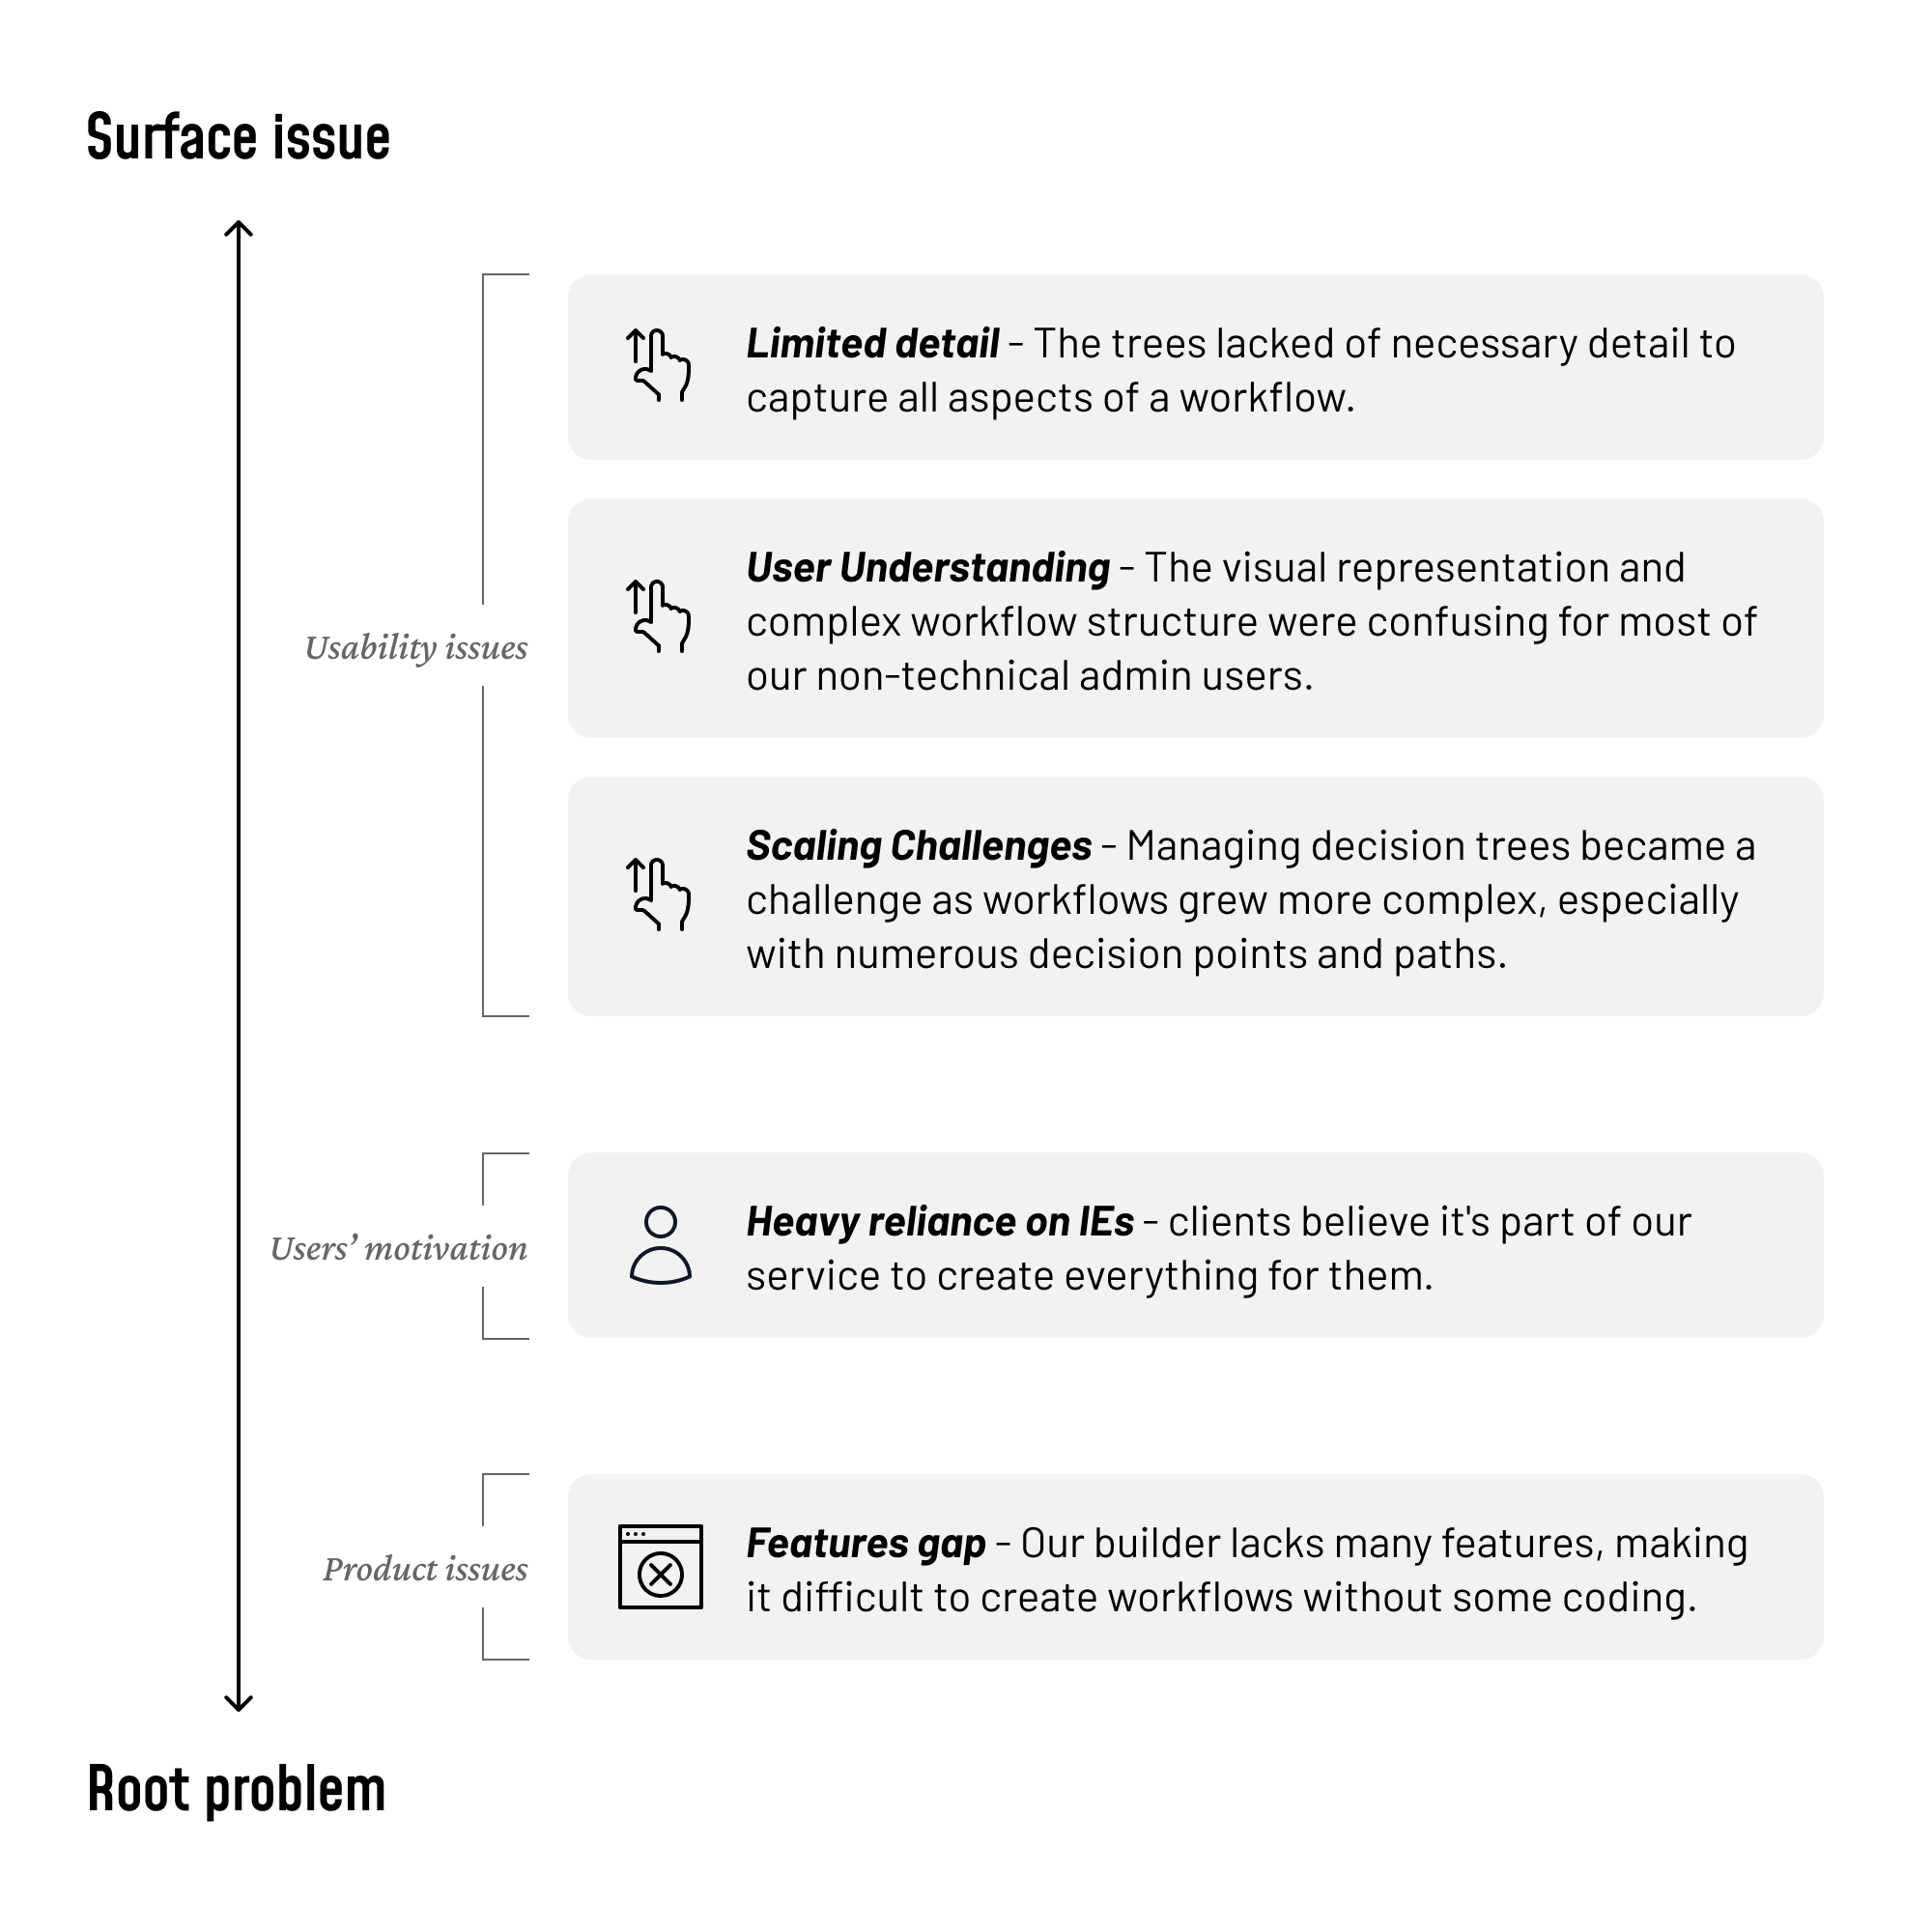 Surface issue
Limited detail - The trees lacked of necessary detail to
capture all aspects of a workflow.
User Understanding - The visual representation and
complex workflow structure were confusing for most of
our non-technical admin users.
Usability issues
Scaling Challenges - Managing decision trees became a
challenge as workflows grew more complex, especially
with numerous decision points and paths.
Users’ motivation
Heavy reliance on IEs - clients believe it's part of our
service to create everything for them.
Product issues
Features gap - Our builder lacks many features, making
it difficult to create workflows without some coding.
Root problem